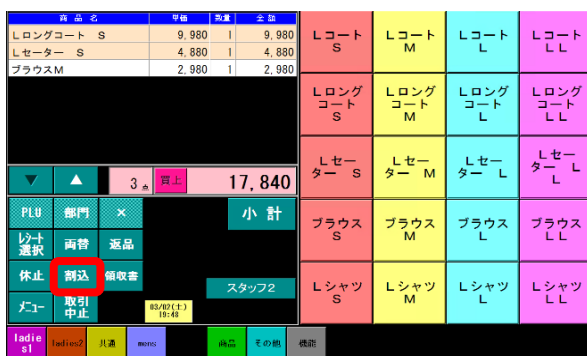 商 品 名 単価 数量 金 額
Lロングコート S 9,980 1 9,980
Lセーター S 4,880 1 4,880
ブラウスM 2,980 1 2,980
▼ ▲ 3 点 買上 17,840
PLU 部門 × 小 計
レシート
選択 両替 返品
休止 割込 領収書 スタッフ2
メニュー 取引
中止 03/02(土)
19:48
Lコート
S
Lコート
M
Lコート
L
Lコート
LL
Lロング
コート
S
Lロング
コート
M
Lロング
コート
L
Lロング
コート
LL
Lセー
ター S
Lセー
ター M
Lセー
ター L
Lセー
ター L
L
ブラウス
S
ブラウス
M
ブラウス
L
ブラウス
LL
Lシャツ
S
Lシャツ
M
Lシャツ
L
Lシャツ
LL
ladie
s1 ladies2 共通 mens 商品 その他 機能